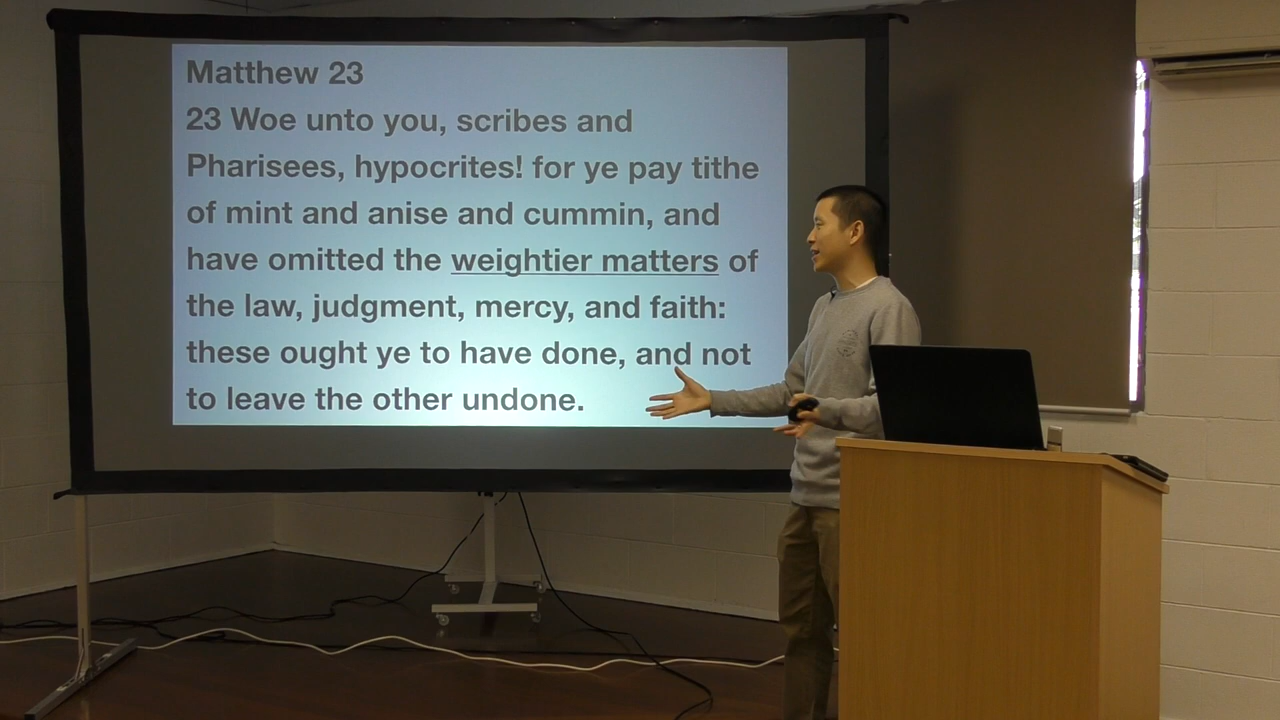 Matthew 23
23 Woe unto you, scribes and
Pharisees, hypocrites! for ye pay tithe
of mint and anise and cummin, and
have omitted the weightier matters of
the law, judgment, mercy, and faith:
these ought ye to have done, and not
to leave the other undone.